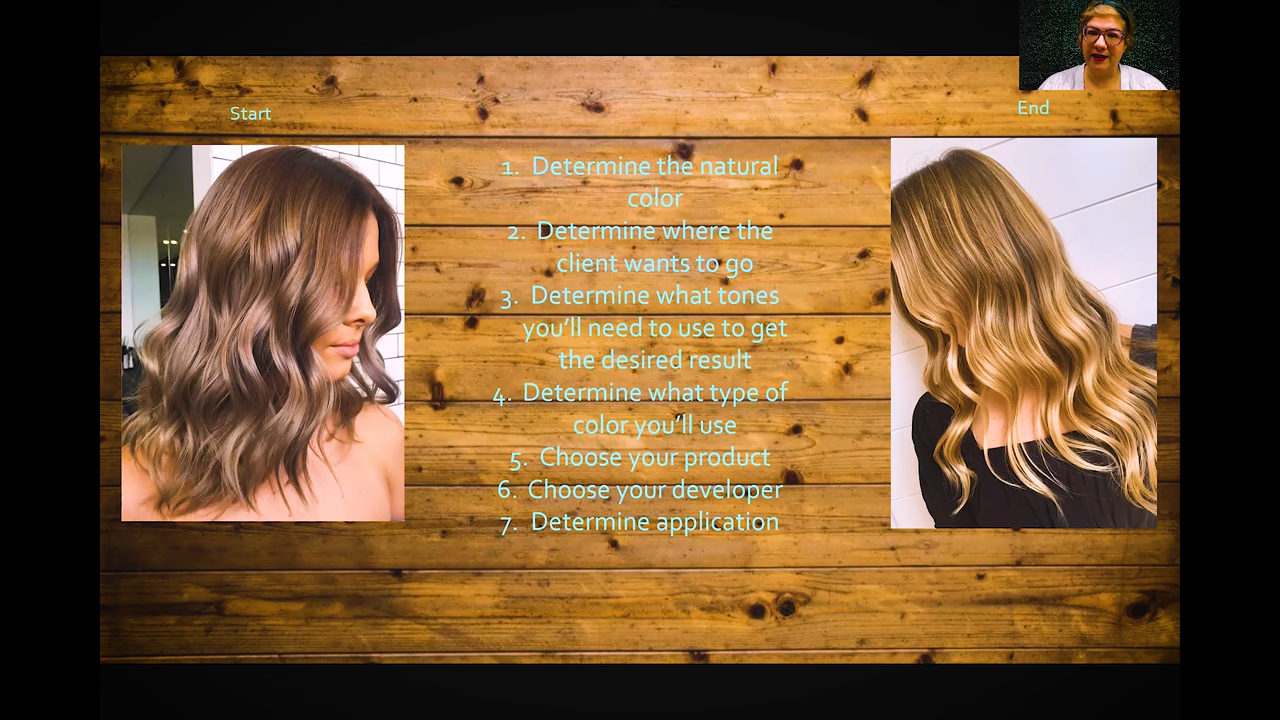 Start
End
1. Determine the natural
color
2. Determine where the
client wants to go
3. Determine what tones
you'll need to use to get
the desired result
4. Determine what type of
color you'll use
5. Choose your product
6. Choose your developer
7. Determine application